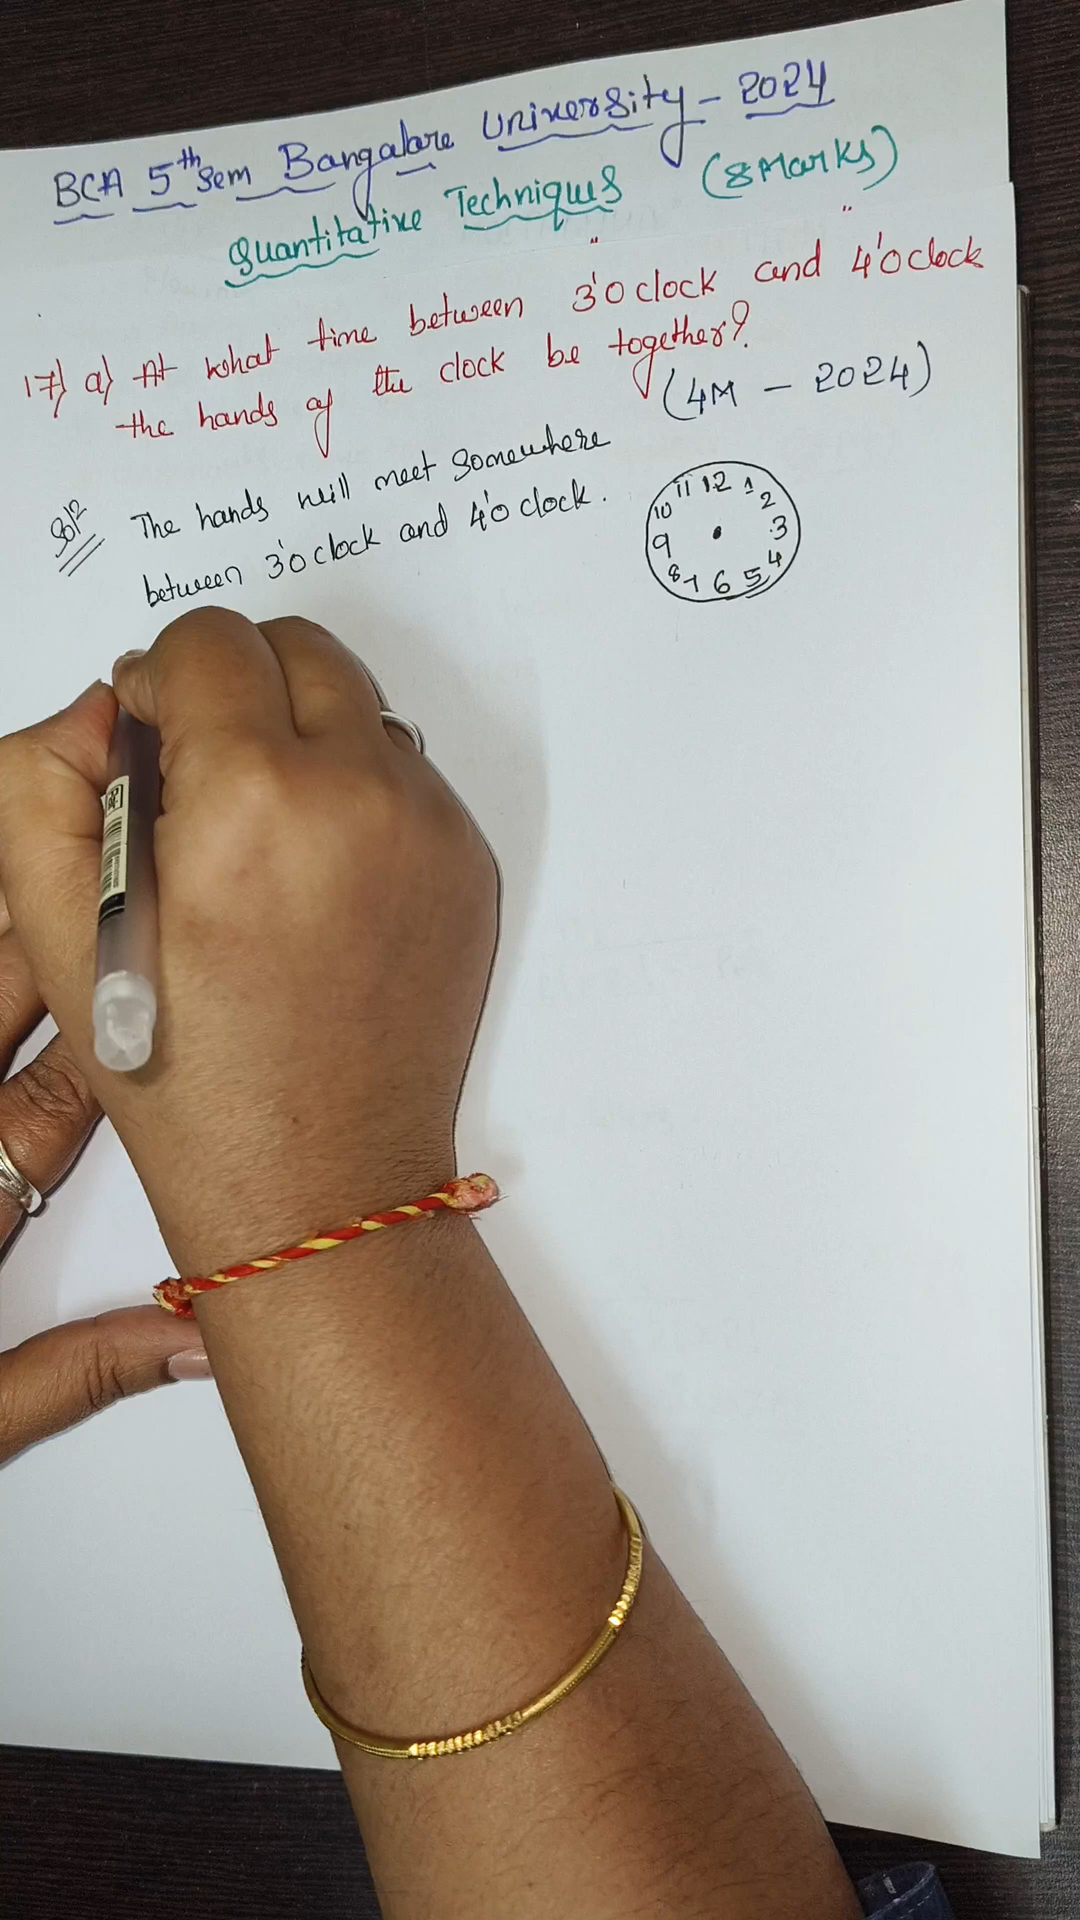 BCA 5th Sem Bangalore University - 2024
Quantitative Techniques (8 Marks)
17) a) At what time between 3'O clock and 4'O clock
the hands of the clock be together?
(4M - 2024)
Sol? The hands will meet somewhere
between 3'O clock and 4'O clock.
11 12 1
10 2
9 3
8 7 6 5 4